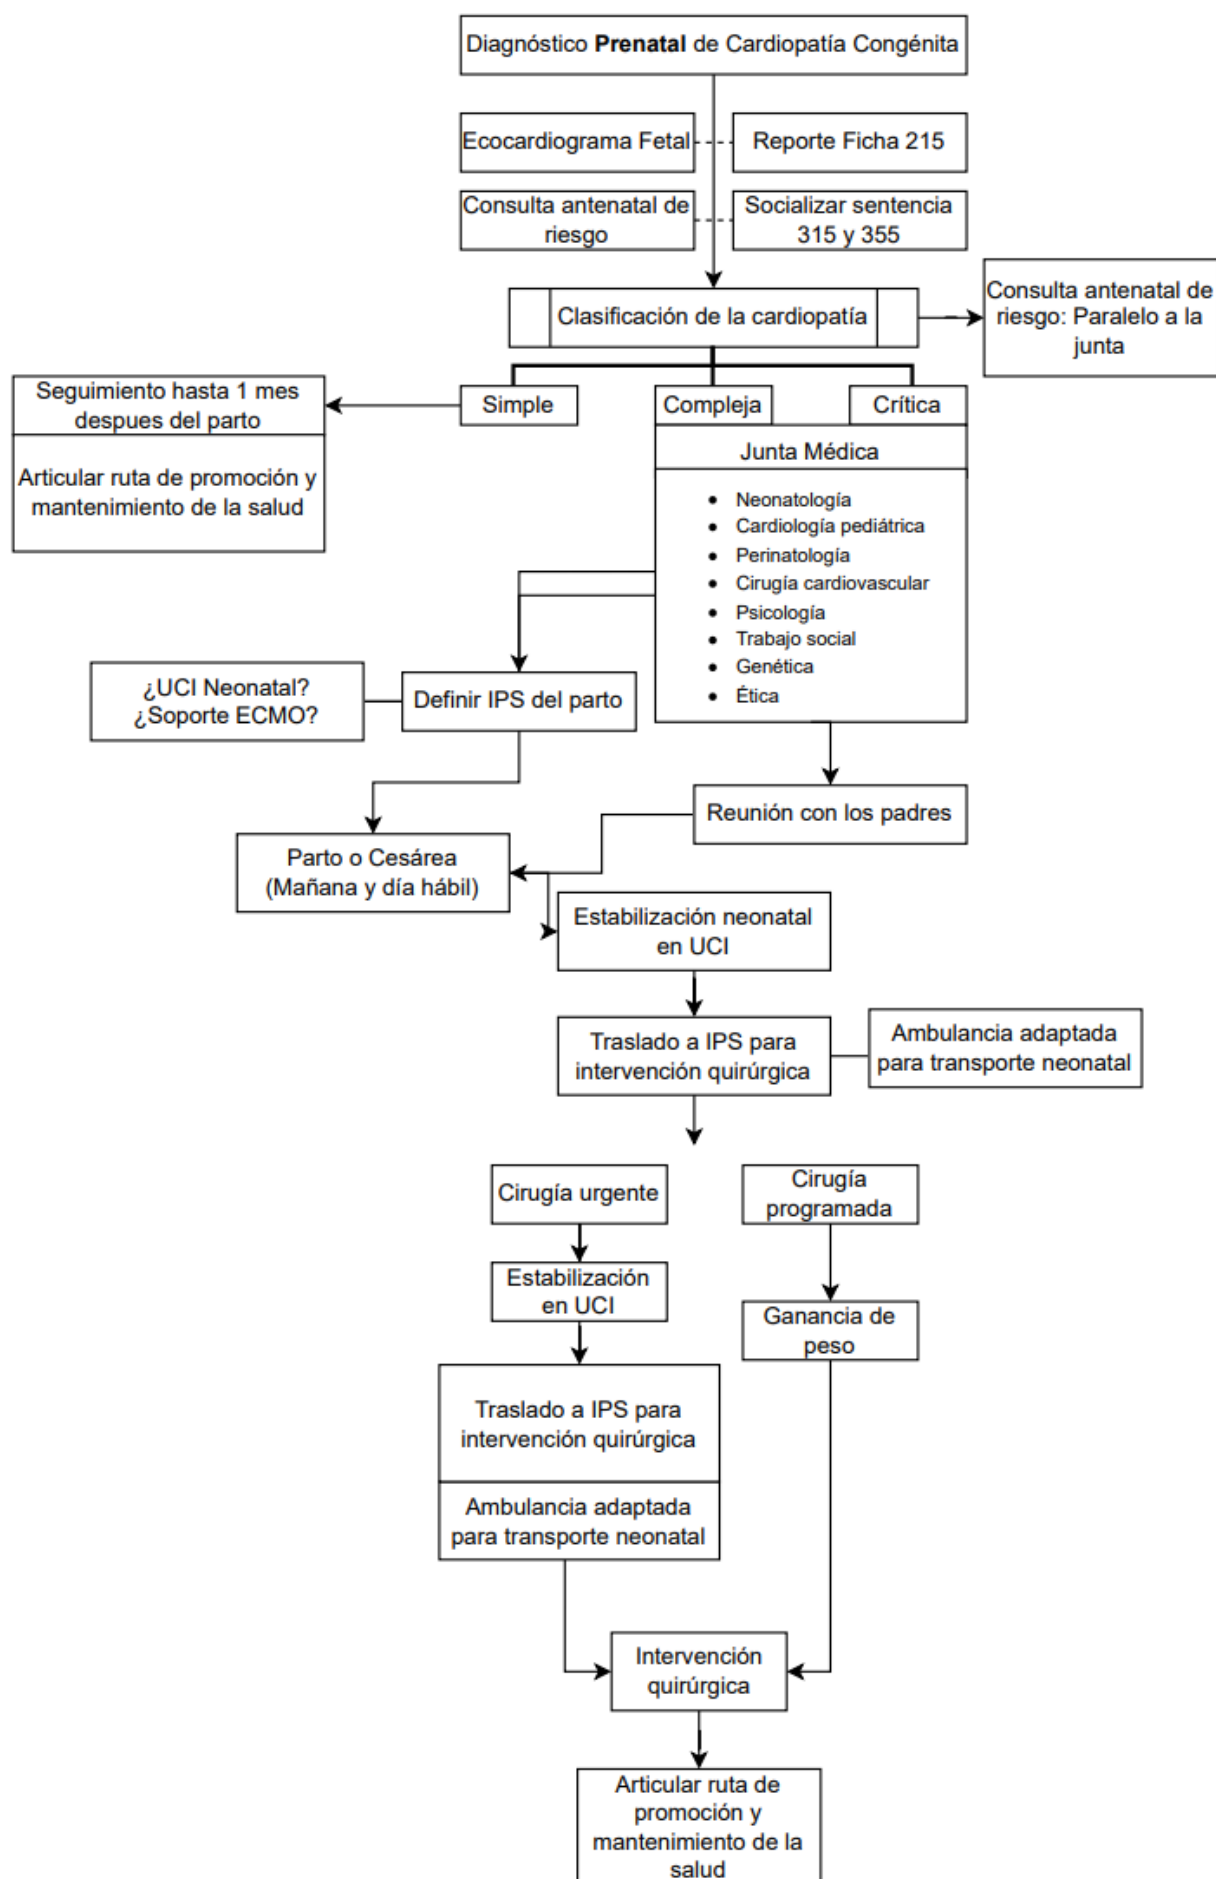 Diagnóstico Prenatal de Cardiopatía Congénita
Ecocardiograma Fetal
Reporte Ficha 215
Consulta antenatal de
riesgo
Socializar sentencia
315 y 355
Clasificación de la cardiopatía
Consulta antenatal de
riesgo: Paralelo a la
junta
Simple
Compleja
Crítica
Seguimiento hasta 1 mes
despues del parto
Articular ruta de promoción y
mantenimiento de la salud
Junta Médica
Neonatología
Cardiología pediátrica
Perinatología
Cirugía cardiovascular
Psicología
Trabajo social
Genética
Ética
¿UCI Neonatal?
¿Soporte ECMO?
Definir IPS del parto
Reunión con los padres
Parto o Cesárea
(Mañana y día hábil)
Estabilización neonatal
en UCI
Traslado a IPS para
intervención quirúrgica
Ambulancia adaptada
para transporte neonatal
Cirugía urgente
Cirugía
programada
Estabilización
en UCI
Ganancia de
peso
Traslado a IPS para
intervención quirúrgica
Ambulancia adaptada
para transporte neonatal
Intervención
quirúrgica
Articular ruta de
promoción y
mantenimiento de la
salud